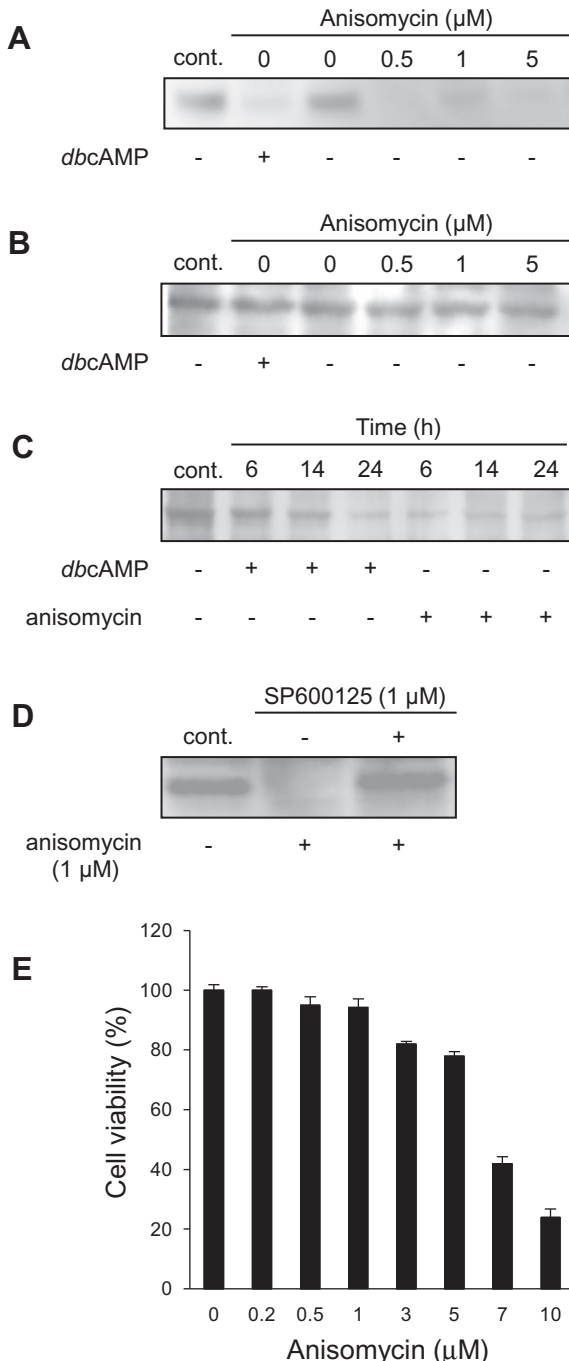 A
Anisomycin (µM)
cont. 0 0 0.5 1 5
dbcAMP - + - - - -
B
Anisomycin (µM)
cont. 0 0 0.5 1 5
dbcAMP - + - - - -
C
Time (h)
cont. 6 14 24 6 14 24
dbcAMP - + + + - - -
anisomycin - - - - + + +
D
SP600125 (1 µM)
cont. - +
anisomycin - + +
(1 µM)
E
Cell viability (%)
120
100
80
60
40
20
0
0 0.2 0.5 1 3 5 7 10
Anisomycin (µM)